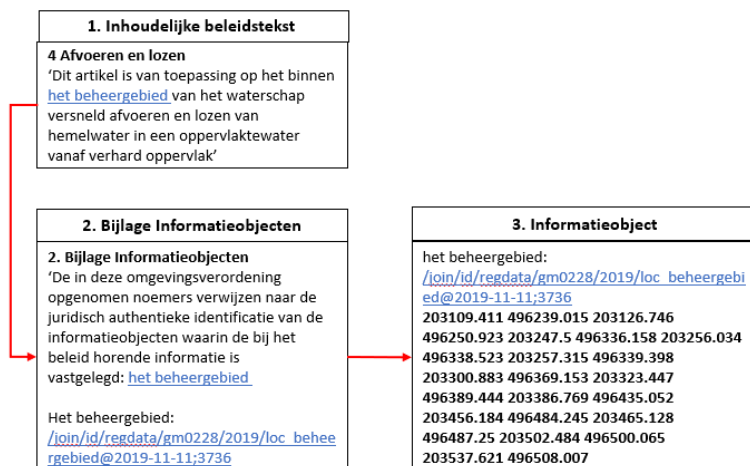 1. Inhoudelijke beleidstekst
4 Afvoeren en lozen
‘Dit artikel is van toepassing op het binnen
het beheergebied van het waterschap
versneld afvoeren en lozen van
hemelwater in een oppervlaktewater
vanaf verhard oppervlak’
2. Bijlage Informatieobjecten
2. Bijlage Informatieobjecten
‘De in deze omgevingsverordening
opgenomen noemers verwijzen naar de
juridisch authentieke identificatie van de
informatieobjecten waarin de bij het
beleid horende informatie is
vastgelegd: het beheergebied
Het beheergebied:
/join/id/regdata/gm0228/2019/loc_behee
rgebied@2019-11-11;3736
3. Informatieobject
het beheergebied:
/join/id/regdata/gm0228/2019/loc_beheergebi
ed@2019-11-11;3736
203109.411 496239.015 203126.746
496250.923 203247.5 496336.158 203256.034
496338.523 203257.315 496339.398
203300.883 496369.153 203323.447
496389.444 203386.769 496435.052
203456.184 496484.245 203465.128
496487.25 203502.484 496500.065
203537.621 496508.007